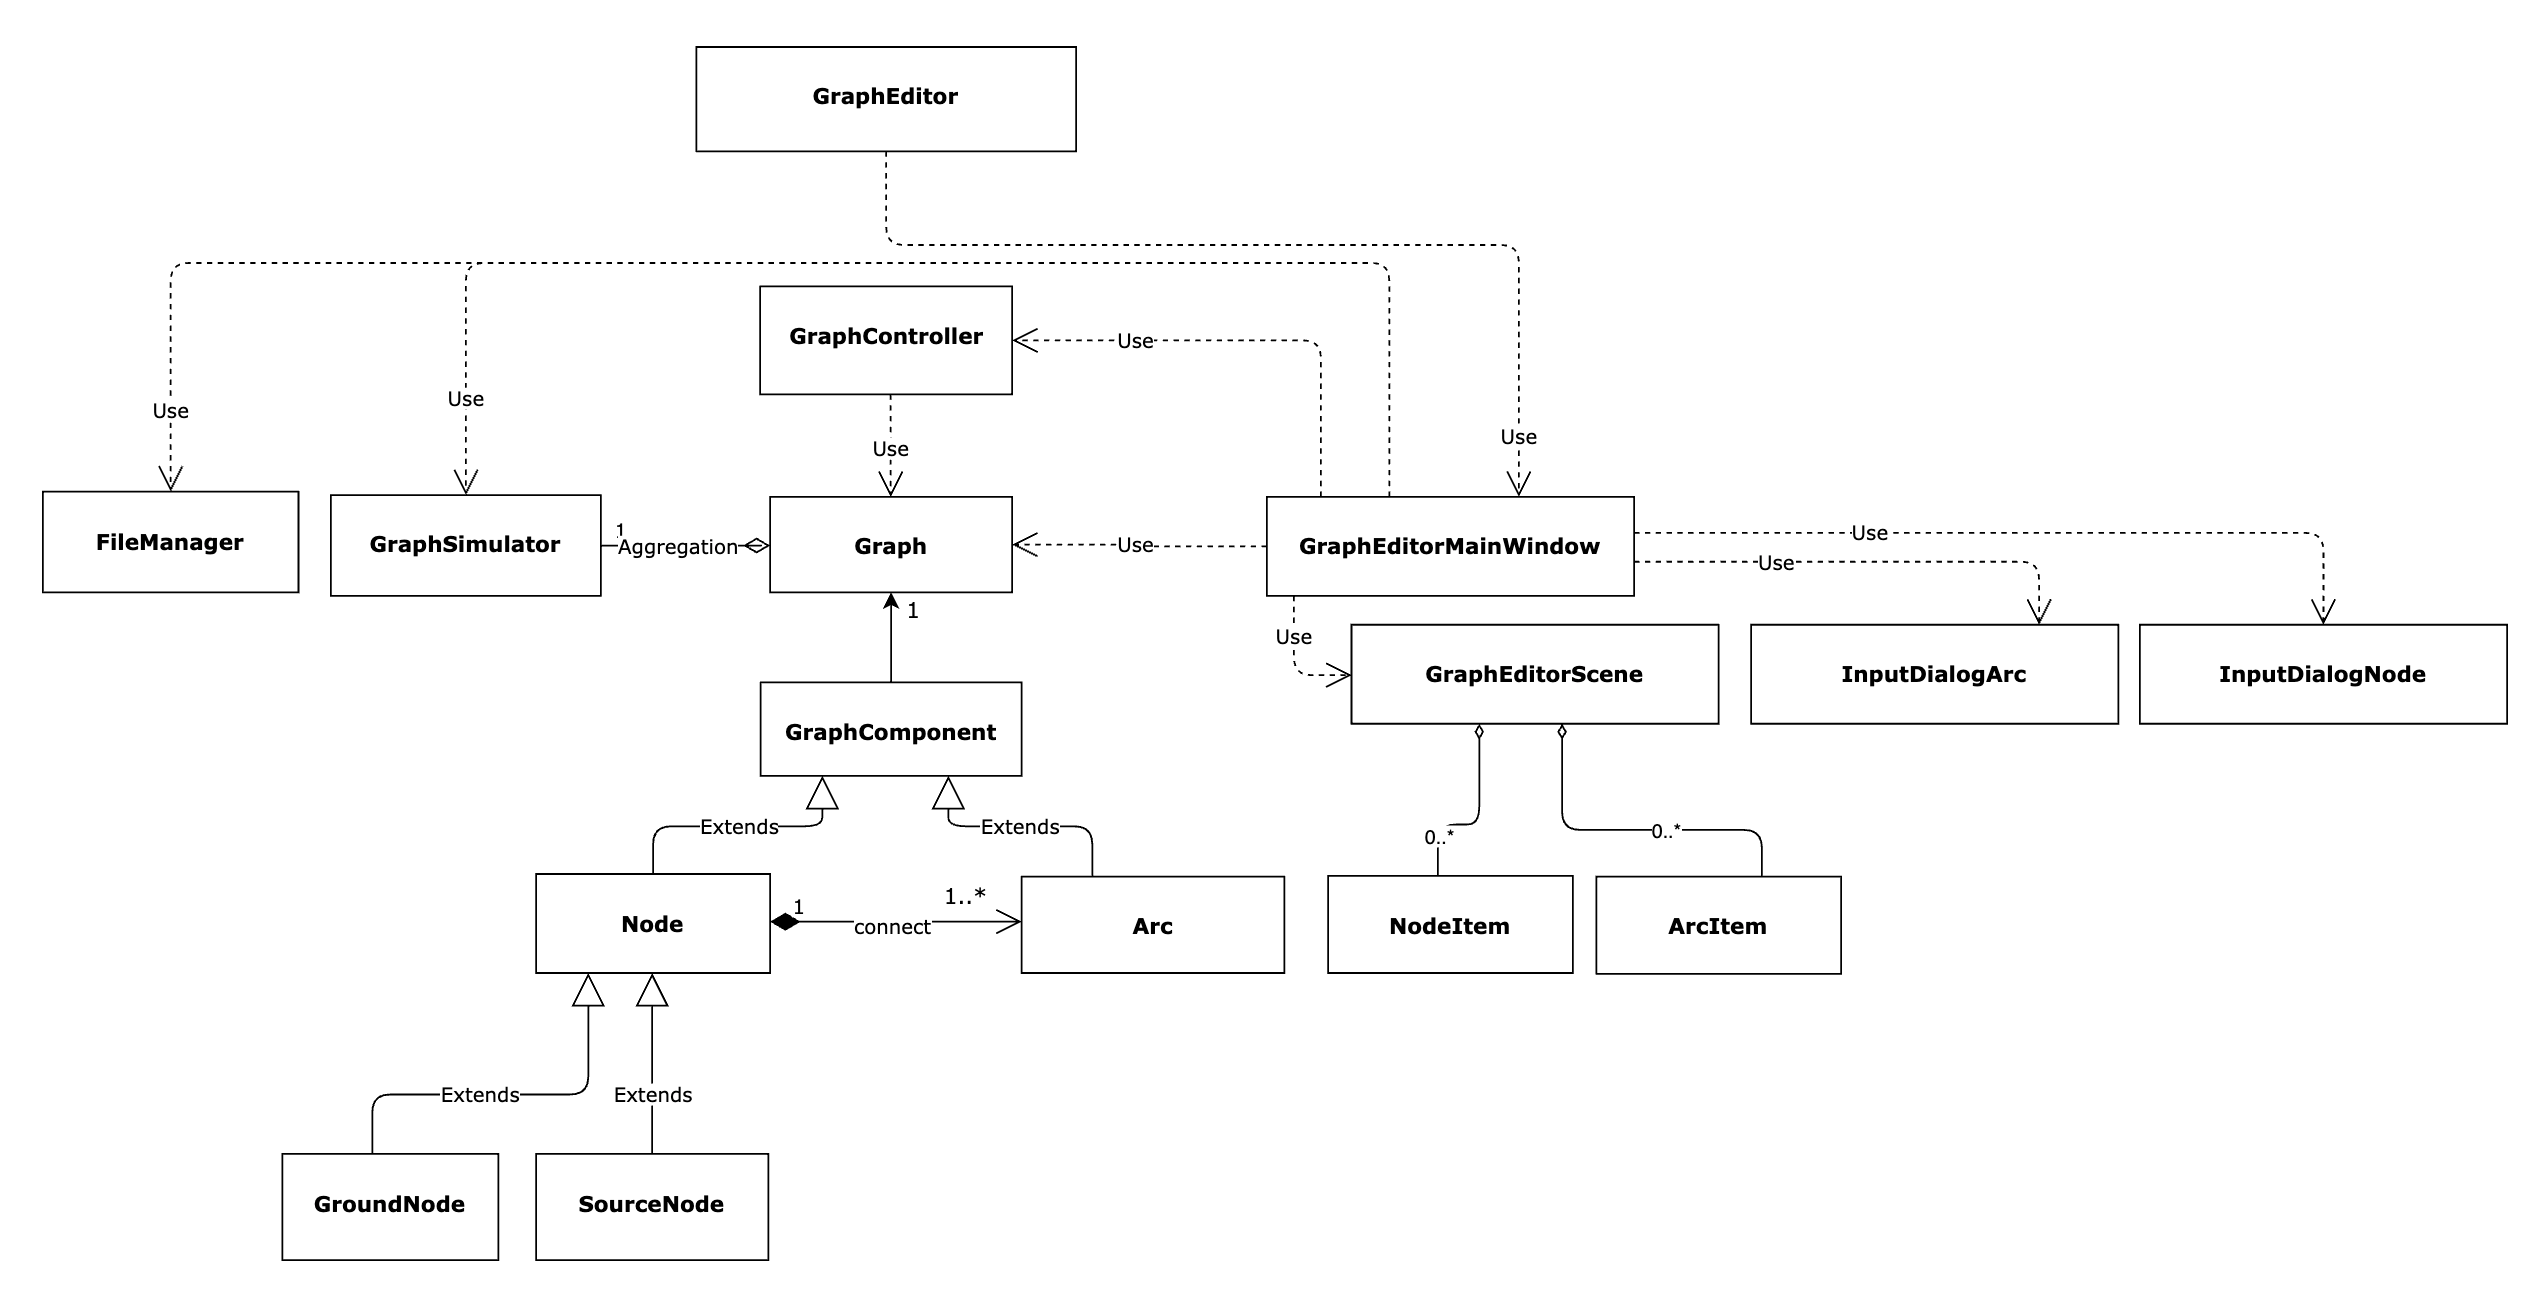 GraphEditor
GraphController
Use
Use
Use
Use
Use
FileManager
GraphSimulator
1
Aggregation
Graph
Use
GraphEditorMainWindow
Use
Use
1
Use
GraphEditorScene
InputDialogArc
InputDialogNode
GraphComponent
Extends
Extends
0..*
0..*
Node
1
connect
1..*
Arc
NodeItem
ArcItem
Extends
Extends
GroundNode
SourceNode